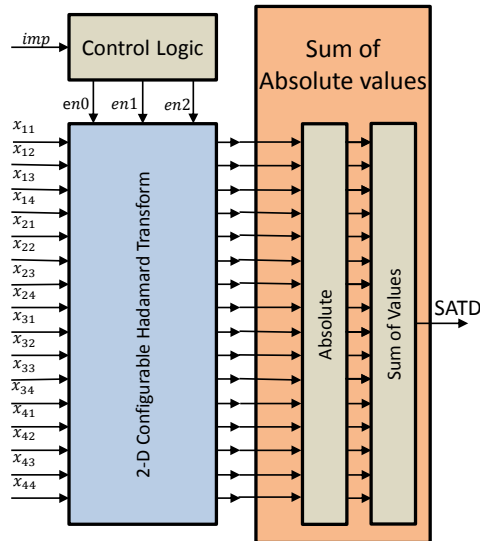 imp
Control Logic
Sum of
Absolute values
en0 en1 en2
x11
x12
x13
x14
x21
x22
x23
x24
x31
x32
x33
x34
x41
x42
x43
x44
2-D Configurable Hadamard Transform
Absolute
Sum of Values
SATD